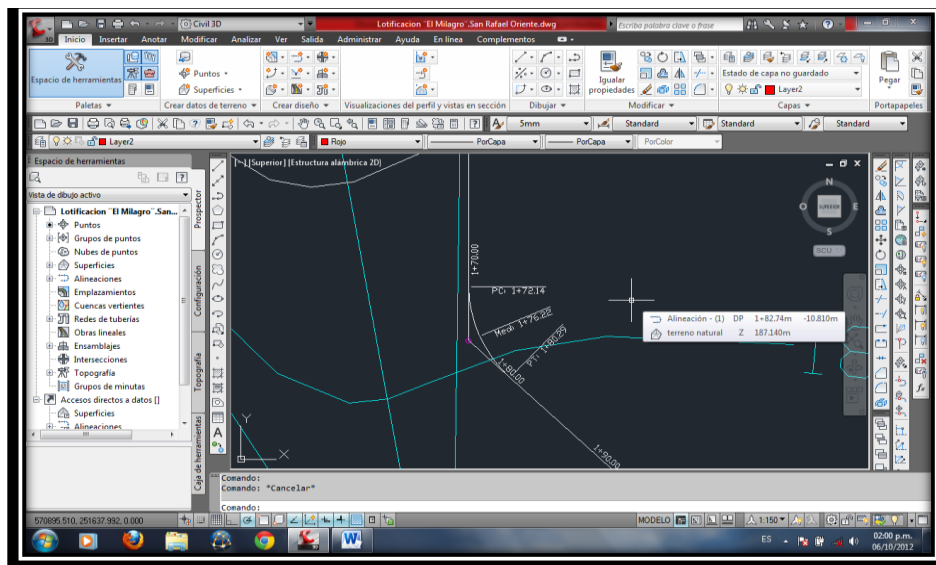 Civil 3D
Lotificacion ¨El Milagro¨.San Rafael Oriente.dwg
Escriba palabra clave o frase
3D
Inicio Insertar Anotar Modificar Analizar Ver Salida Administrar Ayuda En línea Complementos
Espacio de herramientas
Puntos
Superficies
Igualar propiedades
Estado de capa no guardado
Layer2
Pegar
Paletas Crear datos de terreno Crear diseño Visualizaciones del perfil y vistas en sección Dibujar Modificar Capas Portapapeles
5mm Standard Standard Standard
Layer2 Rojo PorCapa PorCapa PorColor
Espacio de herramientas
[-][Superior][Estructura alámbrica 2D]
Vista de dibujo activo
Lotificacion ¨El Milagro¨.San...
Puntos
Grupos de puntos
Nubes de puntos
Superficies
Alineaciones
Emplazamientos
Cuencas vertientes
Redes de tuberías
Obras lineales
Ensamblajes
Intersecciones
Topografía
Grupos de minutas
Accesos directos a datos []
Superficies
Alineaciones
Prospector
Configuración
Topografía
Caja de herramientas
N
O SUPERIOR E
S
SCU
1+70.00
PC: 1+72.14
Medi 1+76.22
PT: 1+80.29
1+80.00
1+90.00
Alineación - (1) DP 1+82.74m -10.810m
terreno natural Z 187.140m
Y
X
Comando:
Comando: *Cancelar*
Comando:
570895.510, 251637.992, 0.000
MODELO
1:150
ES
02:00 p.m.
06/10/2012